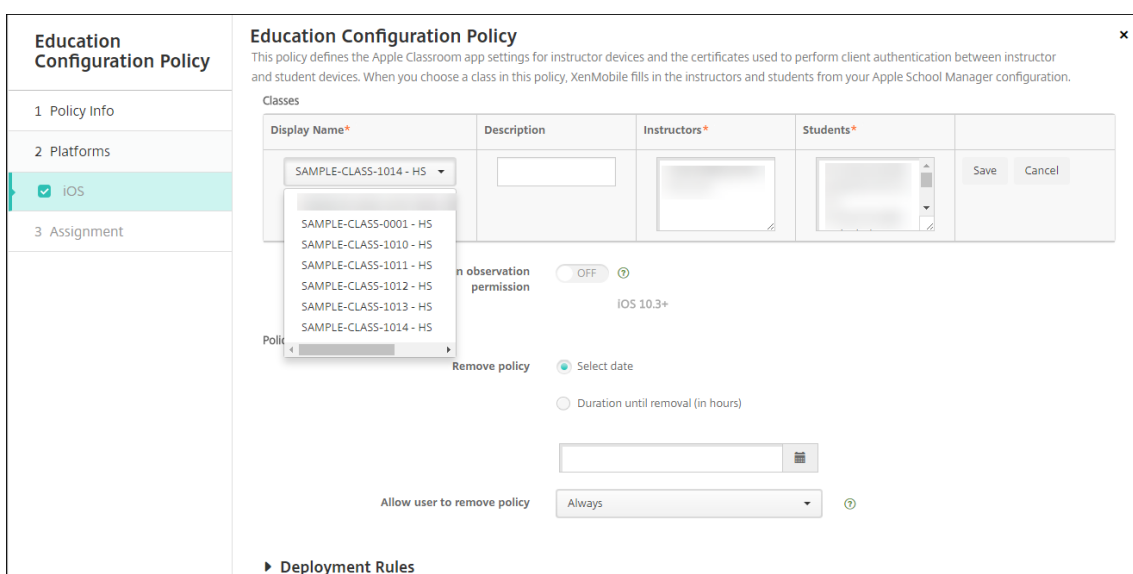 Education
Configuration Policy
1 Policy Info
2 Platforms
iOS
3 Assignment
Education Configuration Policy
×
This policy defines the Apple Classroom app settings for instructor devices and the certificates used to perform client authentication between instructor
and student devices. When you choose a class in this policy, XenMobile fills in the instructors and students from your Apple School Manager configuration.
Classes
Display Name*
Description
Instructors*
Students*
SAMPLE-CLASS-1014 - HS
Save
Cancel
SAMPLE-CLASS-0001 - HS
SAMPLE-CLASS-1010 - HS
SAMPLE-CLASS-1011 - HS
SAMPLE-CLASS-1012 - HS
SAMPLE-CLASS-1013 - HS
SAMPLE-CLASS-1014 - HS
observation
permission
OFF
?
iOS 10.3+
Remove policy
Select date
Duration until removal (in hours)
Allow user to remove policy
Always
?
Deployment Rules